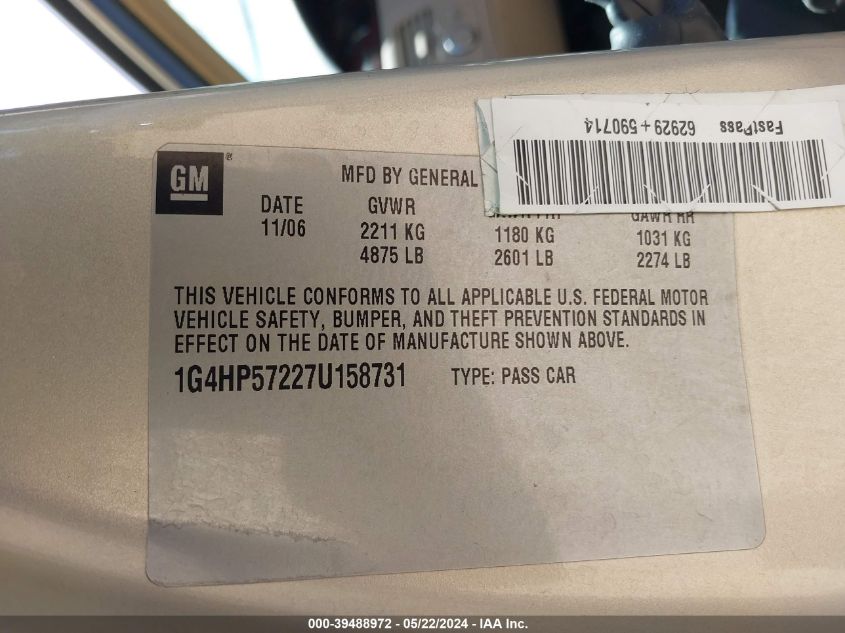 FastPass 62929+590714
GM ®
MFD BY GENERAL
DATE GVWR GAWR RR
11/06 2211 KG 1180 KG 1031 KG
4875 LB 2601 LB 2274 LB
THIS VEHICLE CONFORMS TO ALL APPLICABLE U.S. FEDERAL MOTOR
VEHICLE SAFETY, BUMPER, AND THEFT PREVENTION STANDARDS IN
EFFECT ON THE DATE OF MANUFACTURE SHOWN ABOVE.
1G4HP57227U158731 TYPE: PASS CAR
000-39488972 - 05/22/2024 - IAA Inc.